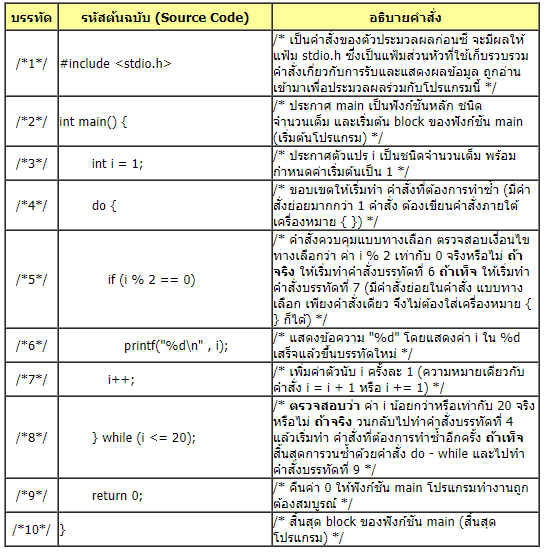 บรรทัด รหัสต้นฉบับ (Source Code) อธิบายคำสั่ง
/*1*/ #include <stdio.h>
/* เป็นคำสั่งของตัวประมวลผลก่อนซี จะมีผลให้
แฟ้ม stdio.h ซึ่งเป็นแฟ้มส่วนหัวที่ใช้เก็บรวบรวม
คำสั่งเกี่ยวกับการรับและแสดงผลข้อมูล ถูกอ่าน
เข้ามาเพื่อประมวลผลร่วมกับโปรแกรมนี้ */
/*2*/ int main() {
/* ประกาศ main เป็นฟังก์ชันหลัก ชนิด
จำนวนเต็ม และเริ่มต้น block ของฟังก์ชัน main
(เริ่มต้นโปรแกรม) */
/*3*/ int i = 1;
/* ประกาศตัวแปร i เป็นชนิดจำนวนเต็ม พร้อม
กำหนดค่าเริ่มต้นเป็น 1 */
/*4*/ do {
/* ขอบเขตให้เริ่มทำ คำสั่งที่ต้องการทำซ้ำ (มีคำ
สั่งย่อยมากกว่า 1 คำสั่ง ต้องเขียนคำสั่งภายใต้
เครื่องหมาย { }) */
/*5*/ if (i % 2 == 0)
/* คำสั่งควบคุมแบบทางเลือก ตรวจสอบเงื่อนไข
ทางเลือกว่า ค่า i % 2 เท่ากับ 0 จริงหรือไม่ ถ้า
จริง ให้เริ่มทำคำสั่งบรรทัดที่ 6 ถ้าเท็จ ให้เริ่มทำ
คำสั่งบรรทัดที่ 7 (มีคำสั่งย่อยในคำสั่ง แบบทาง
เลือก เพียงคำสั่งเดียว จึงไม่ต้องใส่เครื่องหมาย {
} ก็ได้) */
/*6*/ printf("%d\n" , i);
/* แสดงข้อความ "%d" โดยแสดงค่า i ใน %d
เสร็จแล้วขึ้นบรรทัดใหม่ */
/*7*/ i++;
/* เพิ่มค่าตัวนับ i ครั้งละ 1 (ความหมายเดียวกับ
คำสั่ง i = i + 1 หรือ i += 1) */
/*8*/ } while (i <= 20);
/* ตรวจสอบว่า ค่า i น้อยกว่าหรือเท่ากับ 20 จริง
หรือไม่ ถ้าจริง วนกลับไปทำคำสั่งบรรทัดที่ 4
แล้วเริ่มทำ คำสั่งที่ต้องการทำซ้ำอีกครั้ง ถ้าเท็จ
สิ้นสุดการวนซ้ำด้วยคำสั่ง do - while และไปทำ
คำสั่งบรรทัดที่ 9 */
/*9*/ return 0;
/* คืนค่า 0 ให้ฟังก์ชัน main โปรแกรมทำงานถูก
ต้องสมบูรณ์ */
/*10*/ }
/* สิ้นสุด block ของฟังก์ชัน main (สิ้นสุด
โปรแกรม) */